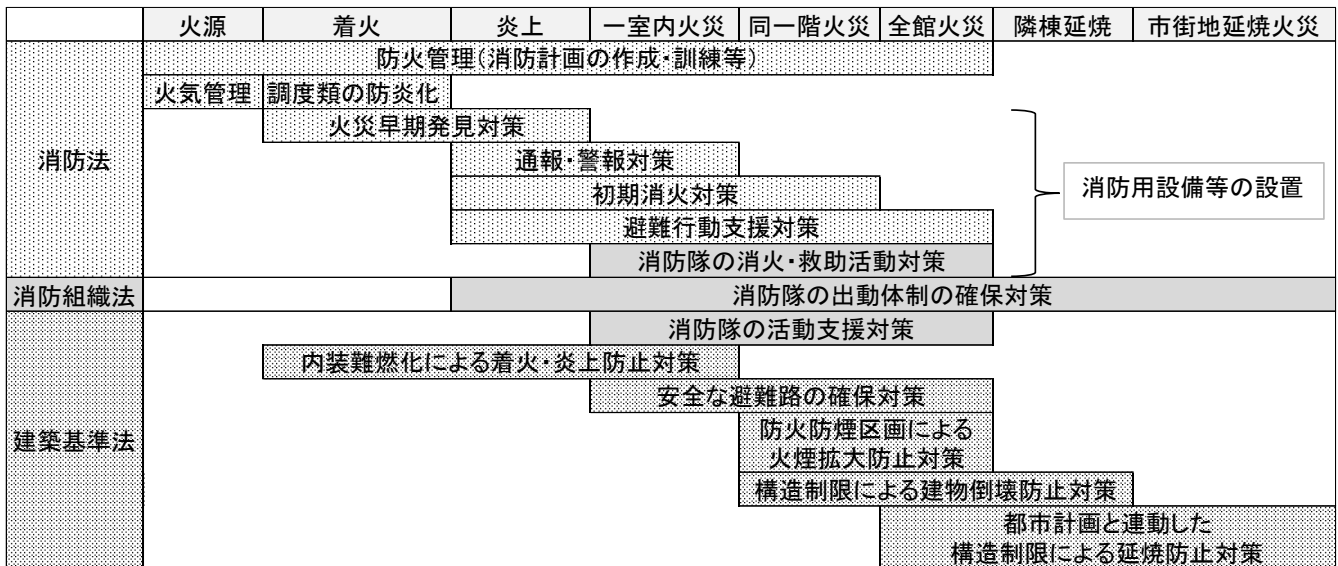 火源 着火 炎上 一室内火災 同一階火災 全館火災 隣棟延焼 市街地延焼火災
消防法
防火管理(消防計画の作成・訓練等)
火気管理 調度類の防炎化
火災早期発見対策
通報・警報対策
初期消火対策
避難行動支援対策
消防隊の消火・救助活動対策
消防用設備等の設置
消防組織法 消防隊の出動体制の確保対策
建築基準法
消防隊の活動支援対策
内装難燃化による着火・炎上防止対策
安全な避難路の確保対策
防火防煙区画による
火煙拡大防止対策
構造制限による建物倒壊防止対策
都市計画と連動した
構造制限による延焼防止対策